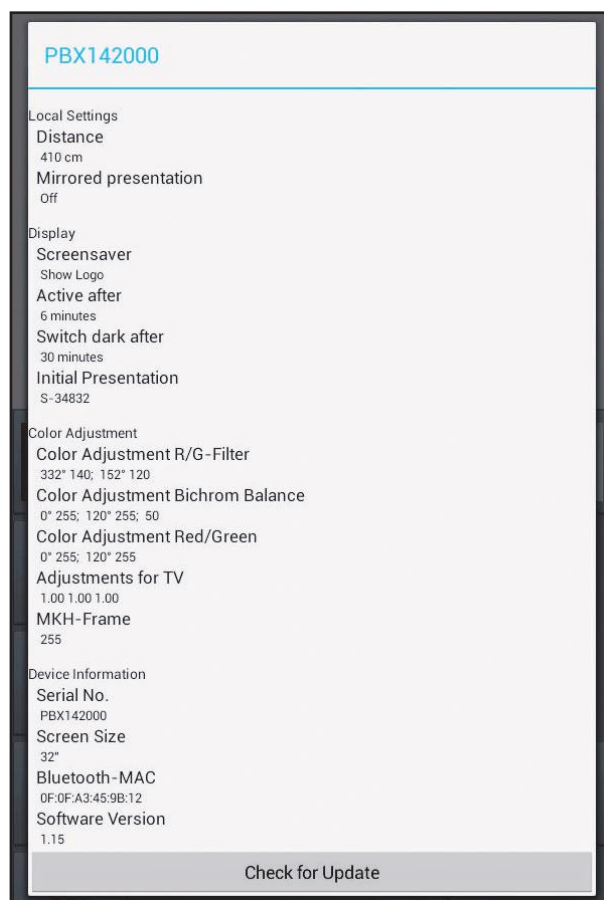 PBX142000
Local Settings
Distance
410 cm
Mirrored presentation
Off
Display
Screensaver
Show Logo
Active after
6 minutes
Switch dark after
30 minutes
Initial Presentation
S-34832
Color Adjustment
Color Adjustment R/G-Filter
332° 140; 152° 120
Color Adjustment Bichrom Balance
0° 255; 120° 255; 50
Color Adjustment Red/Green
0° 255; 120° 255
Adjustments for TV
1.00 1.00 1.00
MKH-Frame
255
Device Information
Serial No.
PBX142000
Screen Size
32"
Bluetooth-MAC
0F:0F:A3:45:9B:12
Software Version
1.15
Check for Update